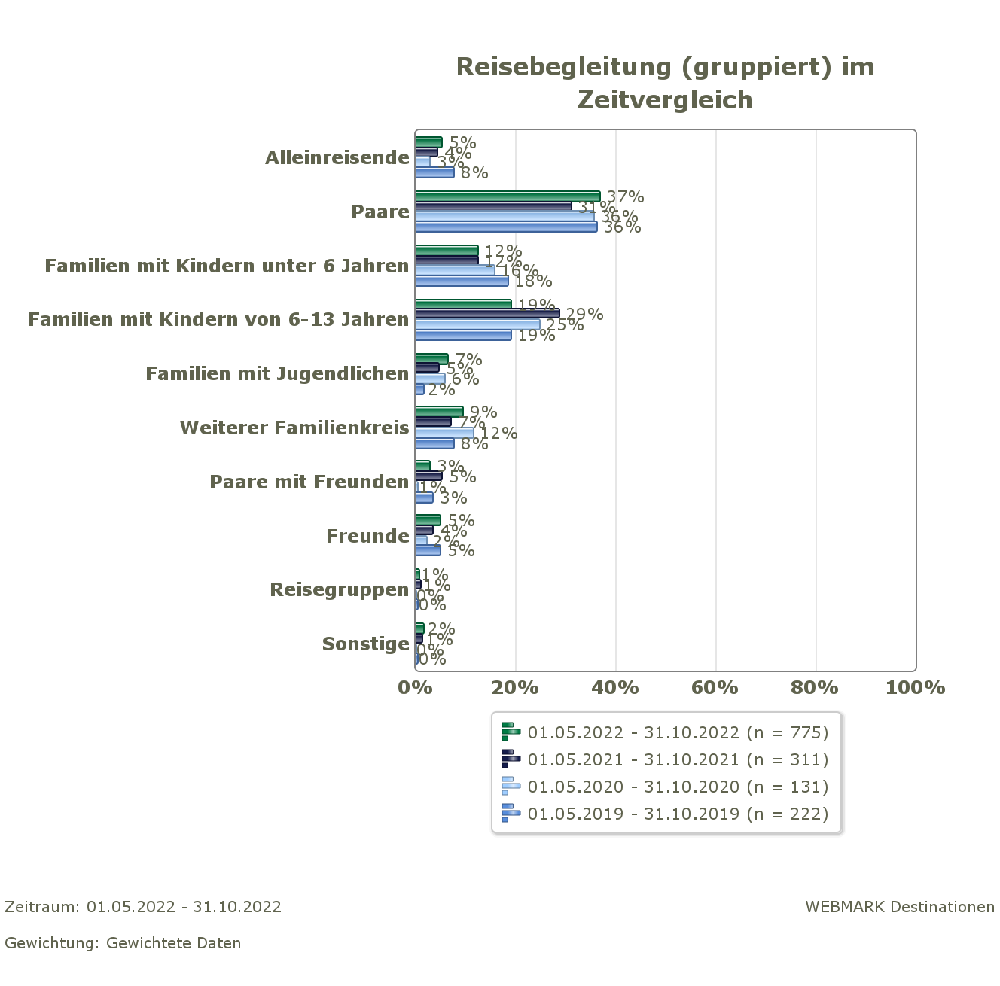 Reisebegleitung (gruppiert) im
Zeitvergleich
Alleinreisende
5%
4%
3%
8%
Paare
37%
31%
36%
36%
Familien mit Kindern unter 6 Jahren
12%
12%
16%
18%
Familien mit Kindern von 6-13 Jahren
19%
29%
25%
19%
Familien mit Jugendlichen
7%
5%
6%
2%
Weiterer Familienkreis
9%
7%
12%
8%
Paare mit Freunden
3%
5%
1%
3%
Freunde
5%
4%
2%
5%
Reisegruppen
1%
1%
0%
0%
Sonstige
2%
1%
0%
0%
0% 20% 40% 60% 80% 100%
01.05.2022 - 31.10.2022 (n = 775)
01.05.2021 - 31.10.2021 (n = 311)
01.05.2020 - 31.10.2020 (n = 131)
01.05.2019 - 31.10.2019 (n = 222)
Zeitraum: 01.05.2022 - 31.10.2022 WEBMARK Destinationen
Gewichtung: Gewichtete Daten